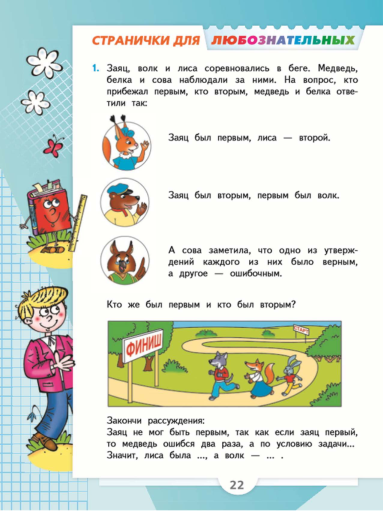 СТРАНИЧКИ ДЛЯ ЛЮБОЗНАТЕЛЬНЫХ
1. Заяц, волк и лиса соревновались в беге. Медведь,
белка и сова наблюдали за ними. На вопрос, кто
прибежал первым, кто вторым, медведь и белка отве-
тили так:
Заяц был первым, лиса — второй.
Заяц был вторым, первым был волк.
А сова заметила, что одно из утверж-
дений каждого из них было верным,
а другое — ошибочным.
Кто же был первым и кто был вторым?
СТАРТ
ФИНИШ
Закончи рассуждения:
Заяц не мог быть первым, так как если заяц первый,
то медведь ошибся два раза, а по условию задачи...
Значит, лиса была ..., а волк — ... .
22